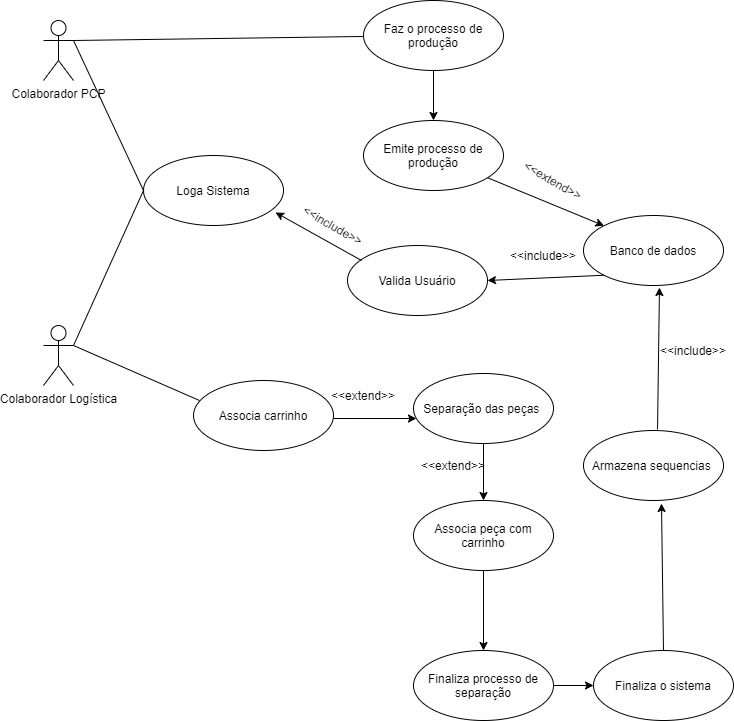 Faz o processo de
produção
Colaborador PCP
Emite processo de
produção
<<extend>>
Loga Sistema
<<include>>
Banco de dados
<<include>>
Valida Usuário
<<include>>
Colaborador Logística
<<extend>>
Associa carrinho
Separação das peças
<<extend>>
Armazena sequencias
Associa peça com
carrinho
Finaliza processo de
separação
Finaliza o sistema